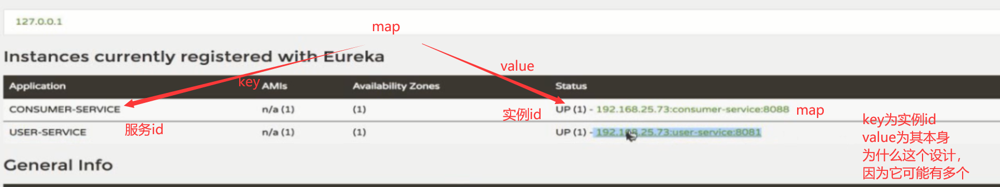 127.0.0.1
map
Instances currently registered with Eureka
value
key
Application AMIs Availability Zones Status
CONSUMER-SERVICE n/a (1) (1) UP (1) - 192.168.25.73:consumer-service:8088 map
实例id
服务id
USER-SERVICE n/a (1) (1) UP (1) - 192.168.25.73:user-service:8081
key为实例id
value为其本身
为什么这个设计，
因为它可能有多个
General Info